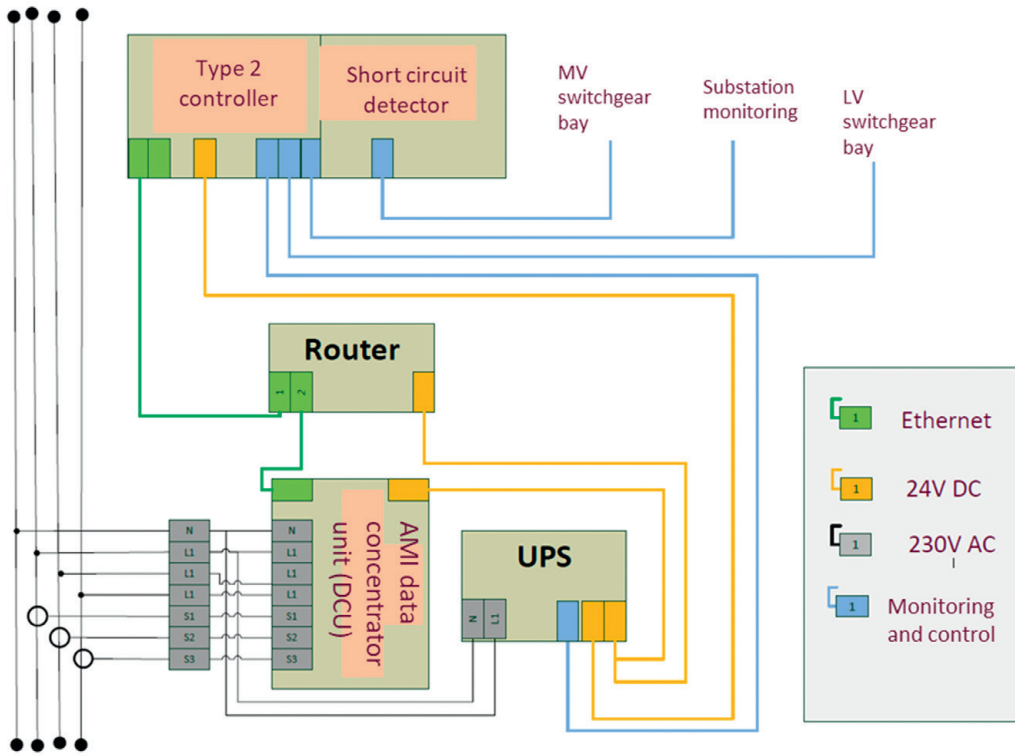 Type 2
controller
Short circuit
detector
MV
switchgear
bay
Substation
monitoring
LV
switchgear
bay
Router
1
2
AMI data
concentrator
unit (DCU)
N
L1
L1
L1
S1
S2
S3
N
L1
L1
L1
S1
S2
S3
UPS
N
L1
1
Ethernet
1
24V DC
1
230V AC
1
Monitoring
and control